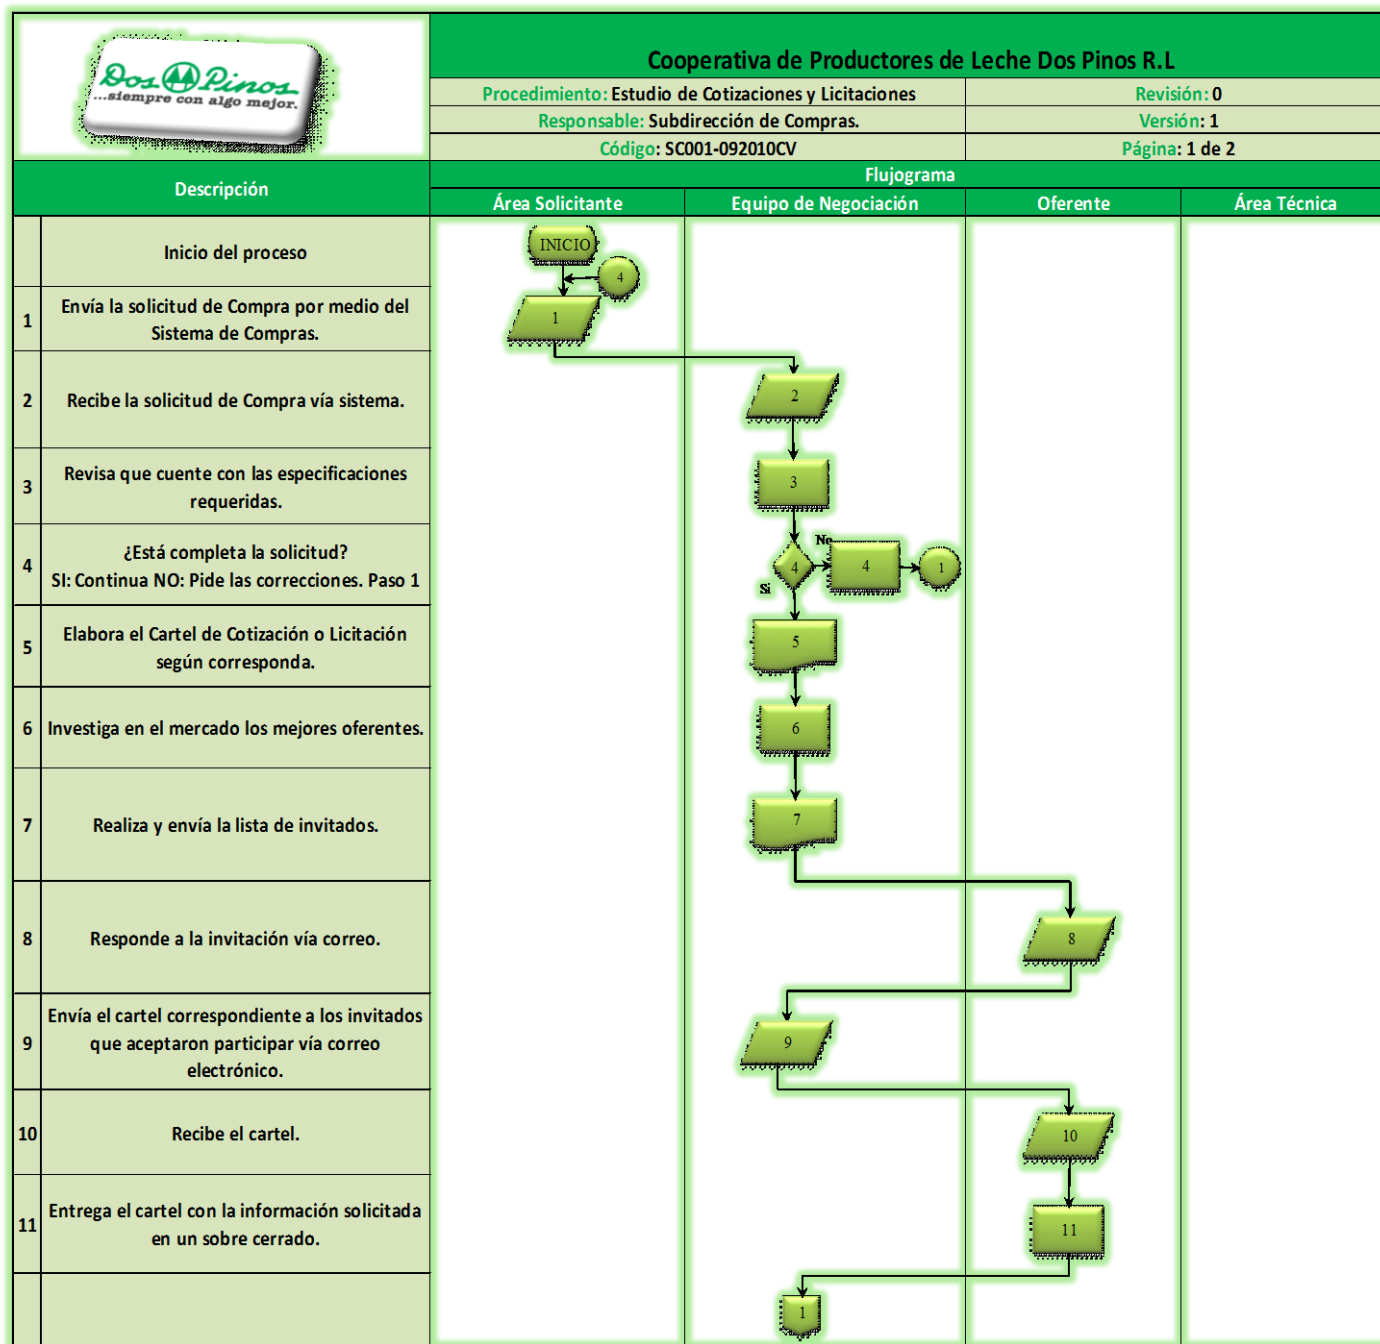 Dos Pinos
...siempre con algo mejor.
Cooperativa de Productores de Leche Dos Pinos R.L
Procedimiento: Estudio de Cotizaciones y Licitaciones
Revisión: 0
Responsable: Subdirección de Compras.
Versión: 1
Código: SC001-092010CV
Página: 1 de 2
Descripción
Flujograma
Área Solicitante
Equipo de Negociación
Oferente
Área Técnica
Inicio del proceso
INICIO
4
1
Envía la solicitud de Compra por medio del
Sistema de Compras.
1
2
Recibe la solicitud de Compra vía sistema.
2
3
Revisa que cuente con las especificaciones
requeridas.
3
4
¿Está completa la solicitud?
SI: Continua NO: Pide las correcciones. Paso 1
4
No
4
1
Si
5
Elabora el Cartel de Cotización o Licitación
según corresponda.
5
6
Investiga en el mercado los mejores oferentes.
6
7
Realiza y envía la lista de invitados.
7
8
Responde a la invitación vía correo.
8
9
Envía el cartel correspondiente a los invitados
que aceptaron participar vía correo
electrónico.
9
10
Recibe el cartel.
10
11
Entrega el cartel con la información solicitada
en un sobre cerrado.
11
1